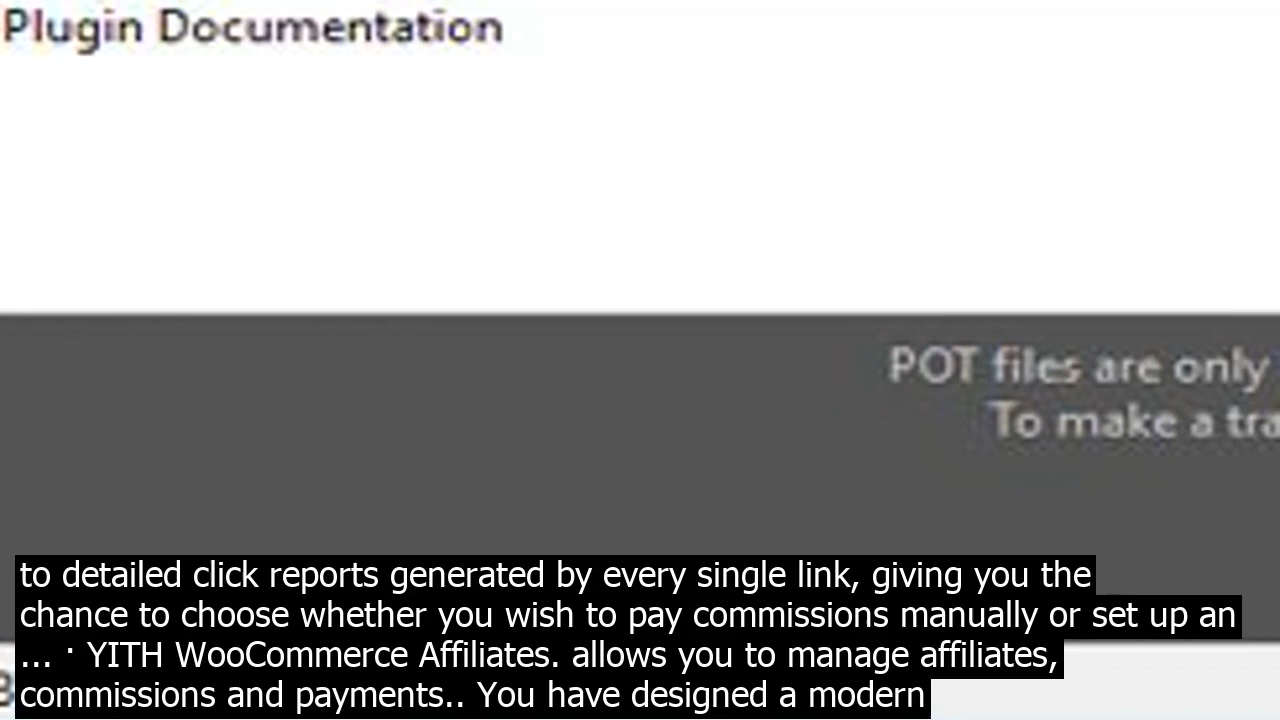 Plugin Documentation
POT files are only
To make a
to detailed click reports generated by every single link, giving you the
chance to choose whether you wish to pay commissions manually or set up an
... · YITH WooCommerce Affiliates. allows you to manage affiliates,
commissions and payments.. You have designed a modern